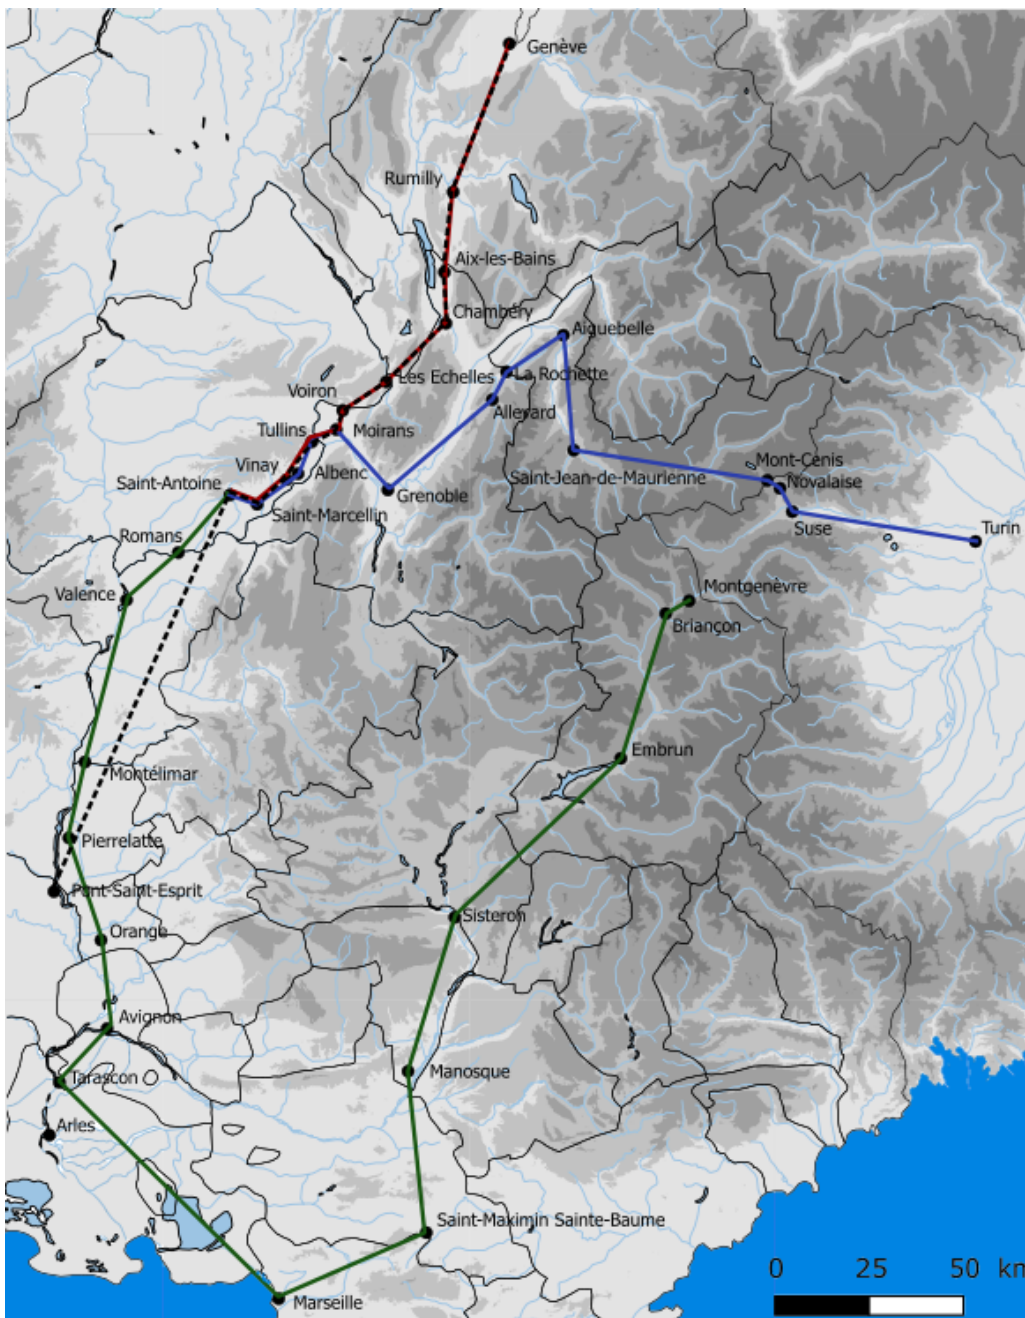 Genève
Rumilly
Aix-les-Bains
Chambéry
Aiguebelle
Les Echelles
La Rochette
Voiron
Allevard
Tullins
Moirans
Vinay
Albenc
Mont-Cenis
Saint-Antoine
Saint-Jean-de-Maurienne
Novalaise
Grenoble
Saint-Marcellin
Suse
Turin
Romans
Valence
Montgenèvre
Briançon
Embrun
Montélimar
Pierrelatte
Pont-Saint-Esprit
Sisteron
Orange
Avignon
Manosque
Tarascon
Arles
Saint-Maximin Sainte-Baume
0 25 50 km
Marseille